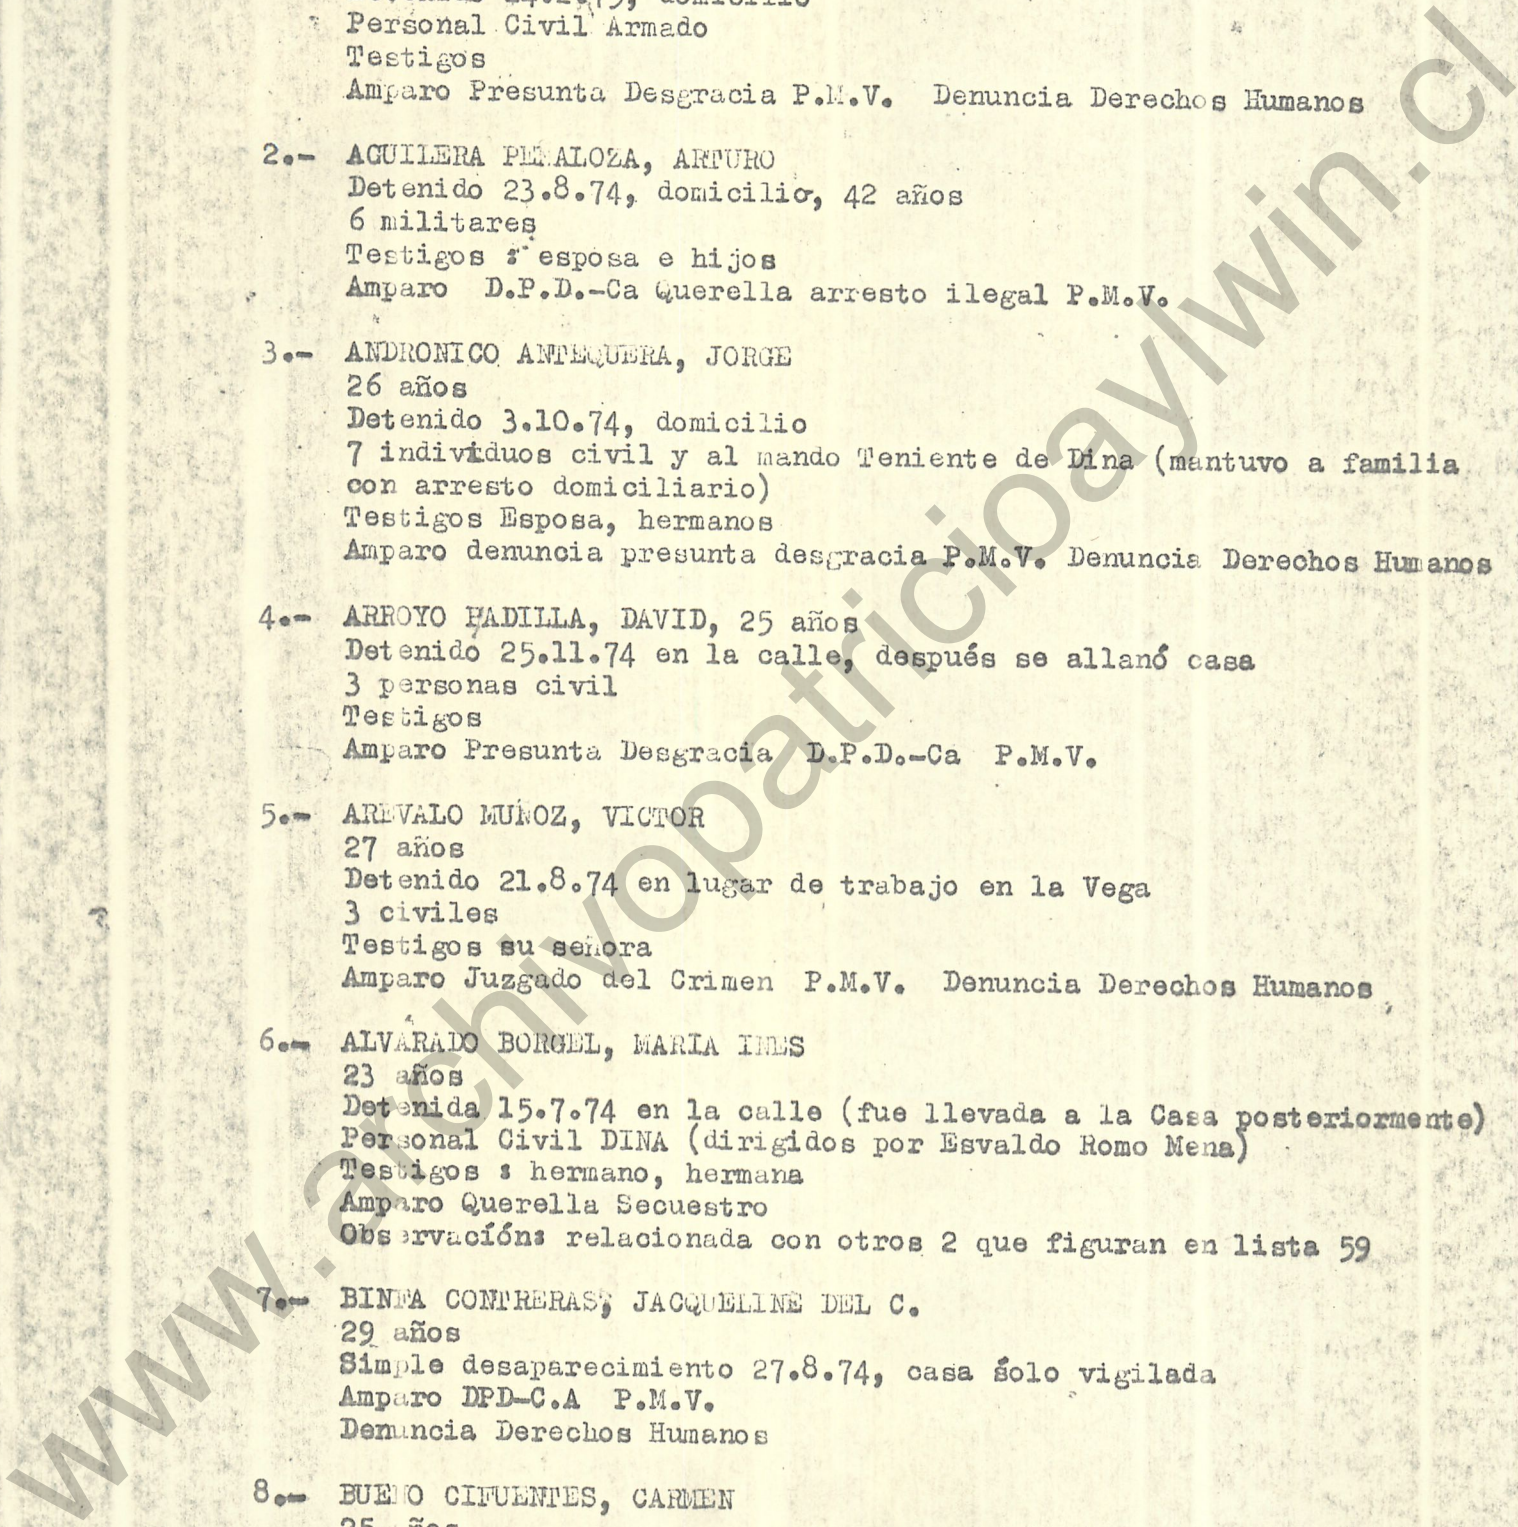 domicilio
Personal Civil Armado
Testigos
Amparo Presunta Desgracia P.M.V. Denuncia Derechos Humanos
2.- AGUILERA PEÑALOZA, ARTURO
Detenido 23.8.74, domicilio, 42 años
6 militares
Testigos : esposa e hijos
Amparo D.P.D.-Ca Querella arresto ilegal P.M.V.
3.- ANDRONICO ANTEQUERA, JORGE
26 años
Detenido 3.10.74, domicilio
7 individuos civil y al mando Teniente de Dina (mantuvo a familia
con arresto domiciliario)
Testigos Esposa, hermanos
Amparo denuncia presunta desgracia P.M.V. Denuncia Derechos Humanos
4.- ARROYO PADILLA, DAVID, 25 años
Detenido 25.11.74 en la calle, después se allanó casa
3 personas civil
Testigos
Amparo Presunta Desgracia D.P.D.-Ca P.M.V.
5.- AREVALO MUÑOZ, VICTOR
27 años
Detenido 21.8.74 en lugar de trabajo en la Vega
3 civiles
Testigos su señora
Amparo Juzgado del Crimen P.M.V. Denuncia Derechos Humanos
6.- ALVARADO BORGEL, MARIA INES
23 años
Detenida 15.7.74 en la calle (fue llevada a la Casa posteriormente)
Personal Civil DINA (dirigidos por Esvaldo Romo Mena)
Testigos : hermano, hermana
Amparo Querella Secuestro
Observación: relacionada con otros 2 que figuran en lista 59
7.- BINFA CONTRERAS, JACQUELINE DEL C.
29 años
Simple desaparecimiento 27.8.74, casa sólo vigilada
Amparo DPD-C.A P.M.V.
Denuncia Derechos Humanos
8.- BUENO CIFUENTES, CARMEN
25 años
www.archivopatricioaylwin.cl